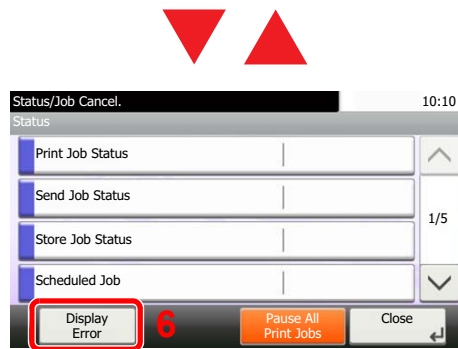 Status/Job Cancel. 10:10
Status
Print Job Status
Send Job Status
1/5
Store Job Status
Scheduled Job
Display
Error
6
Pause All
Print Jobs
Close